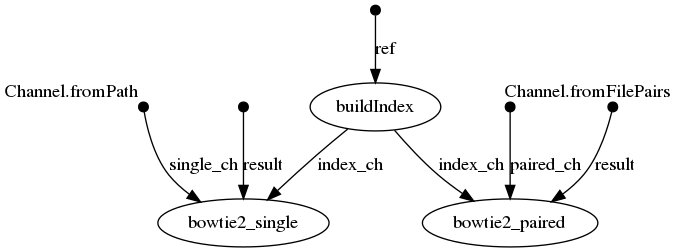 ref
Channel.fromPath
buildIndex
Channel.fromFilePairs
single_ch
result
index_ch
index_ch
paired_ch
result
bowtie2_single
bowtie2_paired